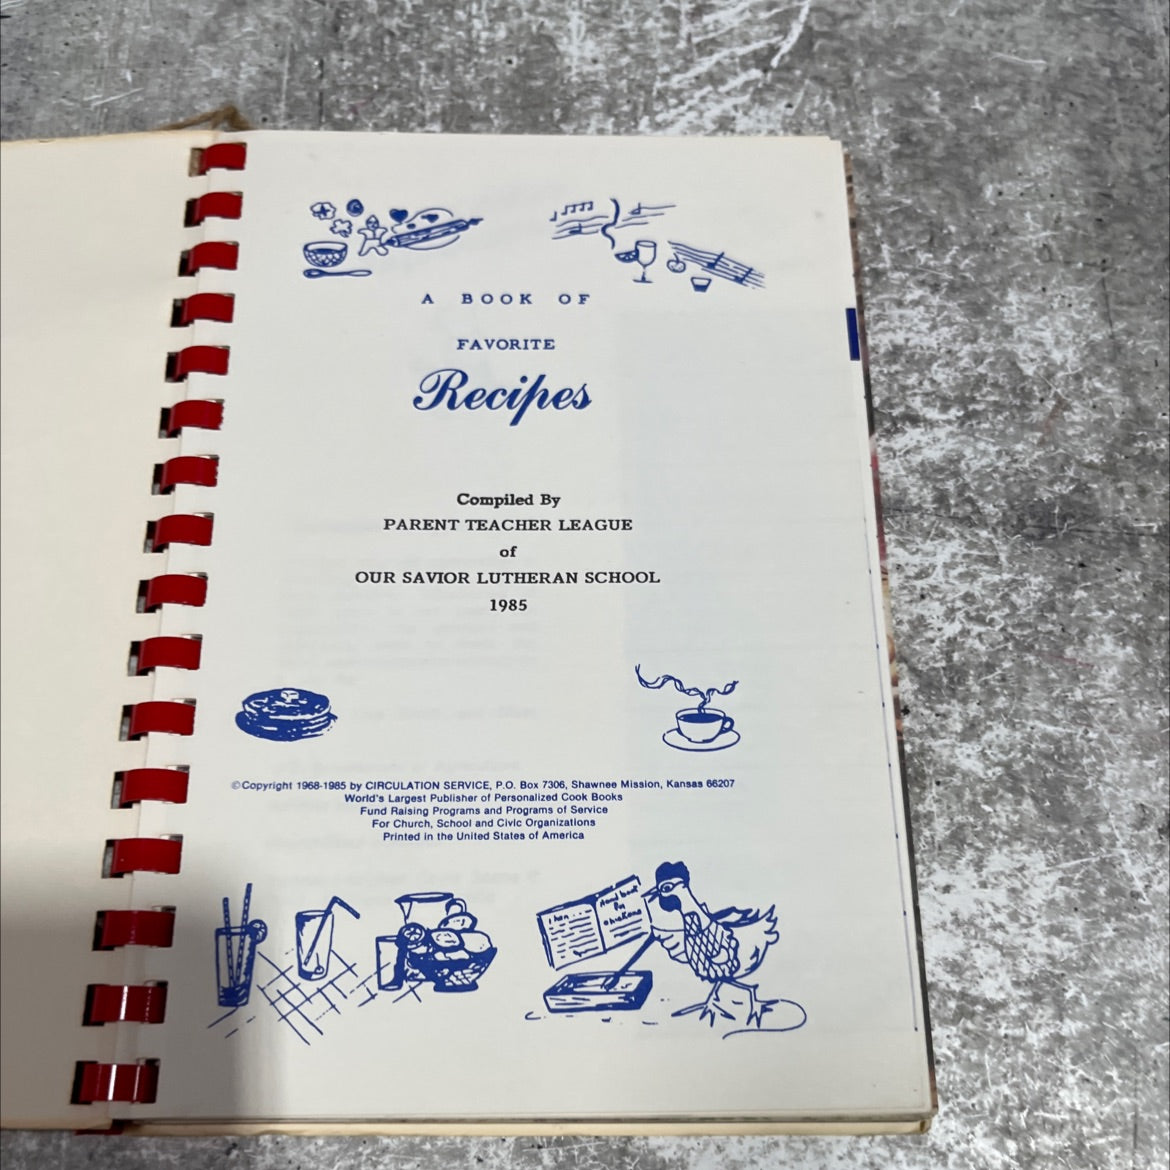 A BOOK OF
FAVORITE
Recipes
Compiled By
PARENT TEACHER LEAGUE
of
OUR SAVIOR LUTHERAN SCHOOL
1985
©Copyright 1968-1985 by CIRCULATION SERVICE, P.O. Box 7306, Shawnee Mission, Kansas 66207
World's Largest Publisher of Personalized Cook Books
Fund Raising Programs and Programs of Service
For Church, School and Civic Organizations
Printed in the United States of America